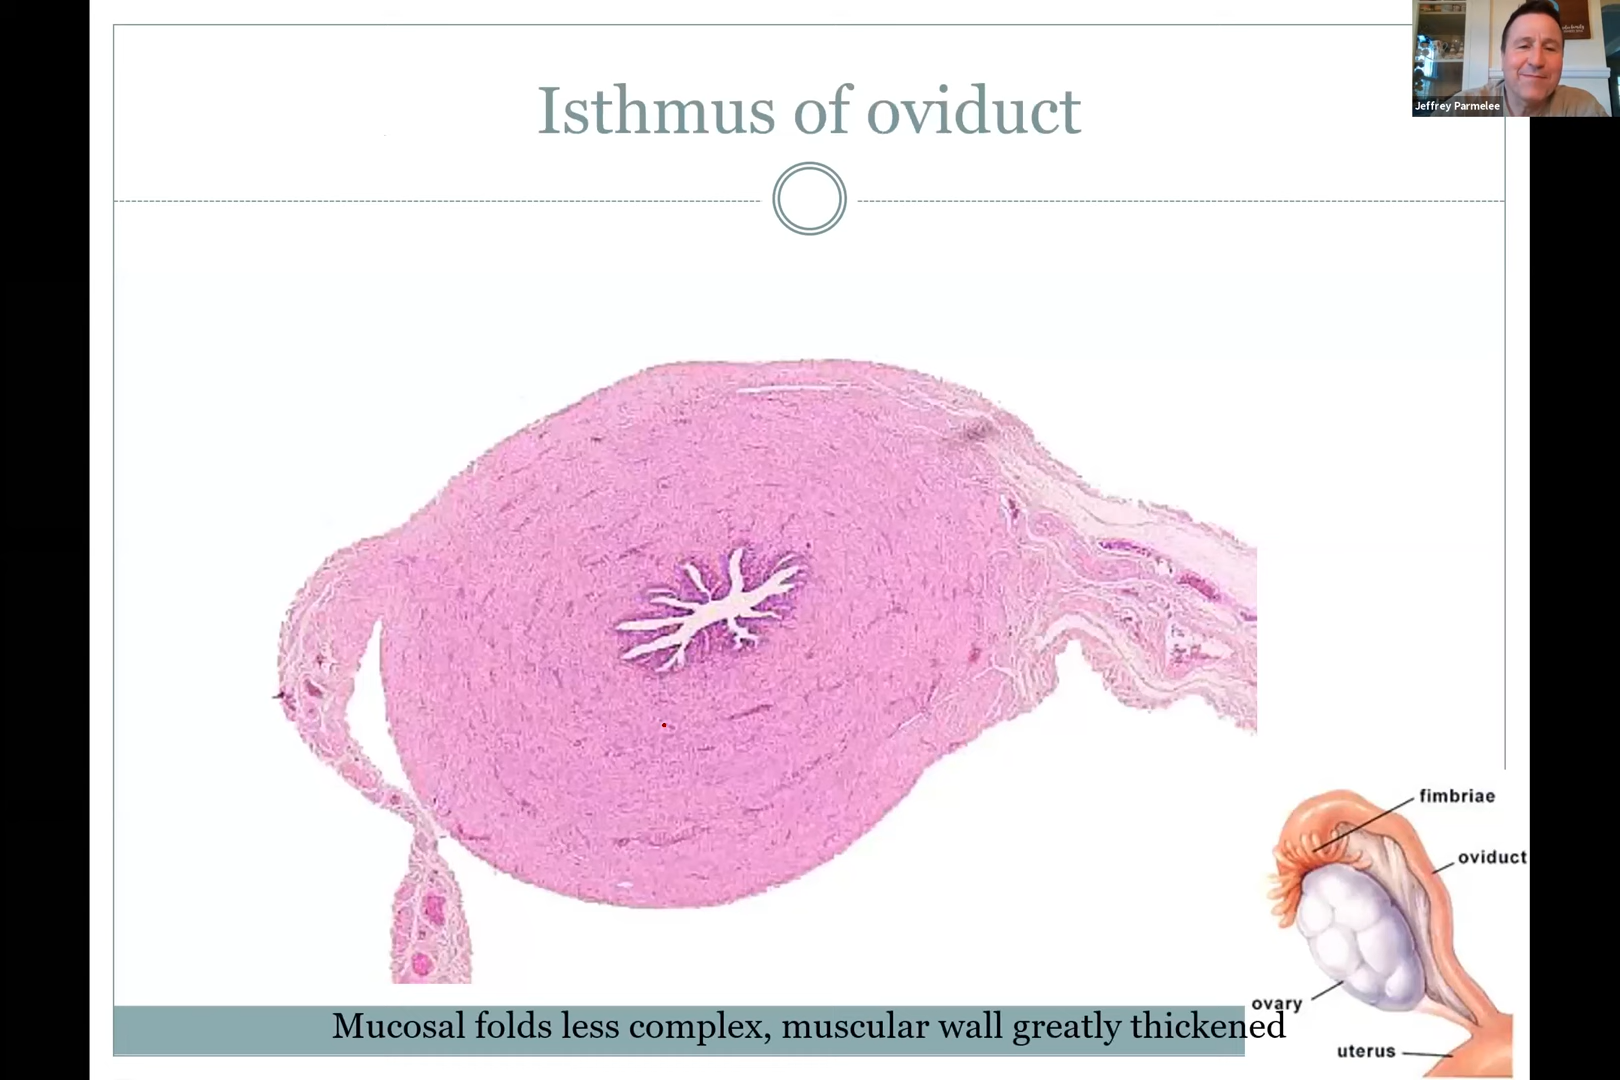 Isthmus of oviduct
Jeffrey Parmelee
fimbriae
oviduct
ovary
uterus
Mucosal folds less complex, muscular wall greatly thickened